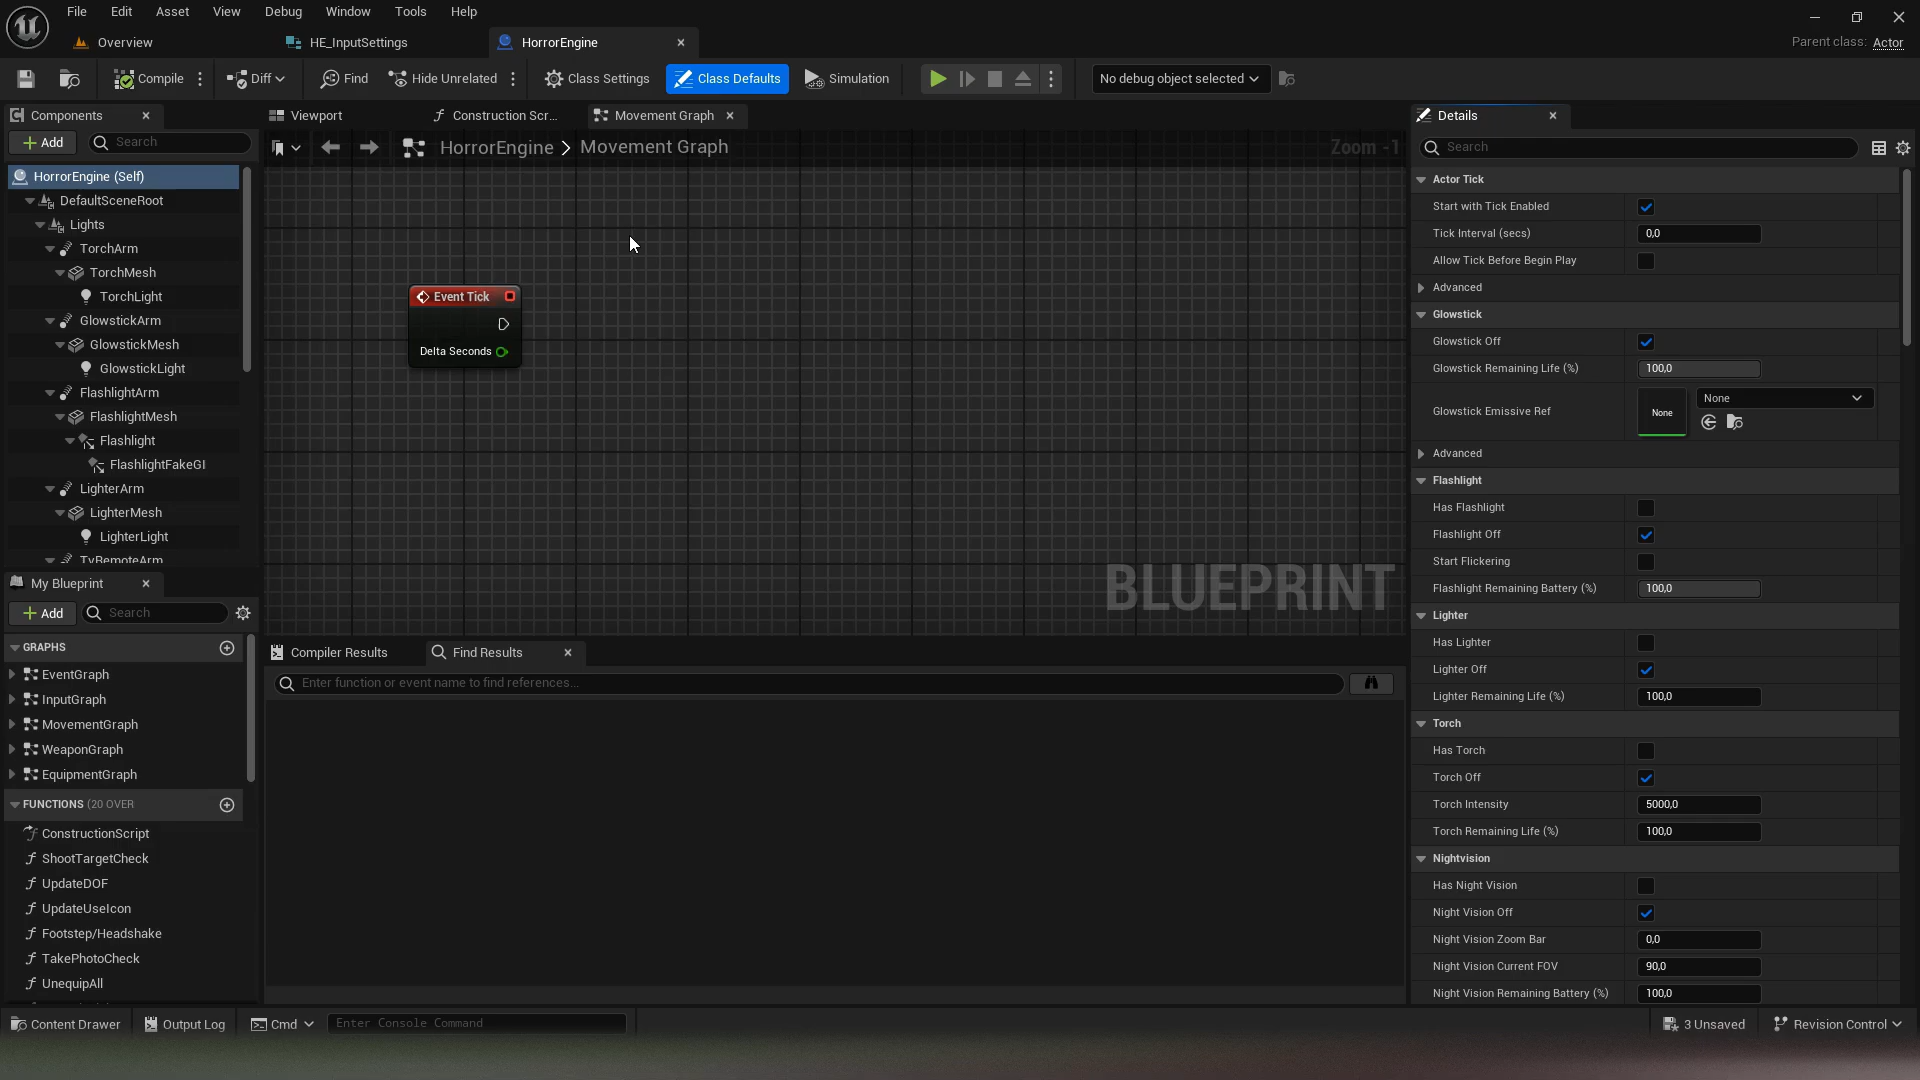 File Edit Asset View Debug Window Tools Help
Overview HE_InputSettings HorrorEngine
Parent class: Actor
Compile Diff Find Hide Unrelated Class Settings Class Defaults Simulation No debug object selected
Components Viewport Construction Scr... Movement Graph Details
Add Search
HorrorEngine > Movement Graph Zoom -1
Search
HorrorEngine (Self)
DefaultSceneRoot
Lights
TorchArm
TorchMesh
TorchLight
GlowstickArm
GlowstickMesh
GlowstickLight
FlashlightArm
FlashlightMesh
Flashlight
FlashlightFakeGI
LighterArm
LighterMesh
LighterLight
TvRemoteArm
Event Tick
Delta Seconds
BLUEPRINT
My Blueprint
Add Search
GRAPHS
EventGraph
InputGraph
MovementGraph
WeaponGraph
EquipmentGraph
FUNCTIONS (20 OVER
ConstructionScript
ShootTargetCheck
UpdateDOF
UpdateUseIcon
Footstep/Headshake
TakePhotoCheck
UnequipAll
Compiler Results Find Results
Enter function or event name to find references...
Actor Tick
Start with Tick Enabled
Tick Interval (secs) 0,0
Allow Tick Before Begin Play
Advanced
Glowstick
Glowstick Off
Glowstick Remaining Life (%) 100,0
Glowstick Emissive Ref None None
Advanced
Flashlight
Has Flashlight
Flashlight Off
Start Flickering
Flashlight Remaining Battery (%) 100,0
Lighter
Has Lighter
Lighter Off
Lighter Remaining Life (%) 100,0
Torch
Has Torch
Torch Off
Torch Intensity 5000,0
Torch Remaining Life (%) 100,0
Nightvision
Has Night Vision
Night Vision Off
Night Vision Zoom Bar 0,0
Night Vision Current FOV 90,0
Night Vision Remaining Battery (%) 100,0
Content Drawer Output Log Cmd Enter Console Command 3 Unsaved Revision Control